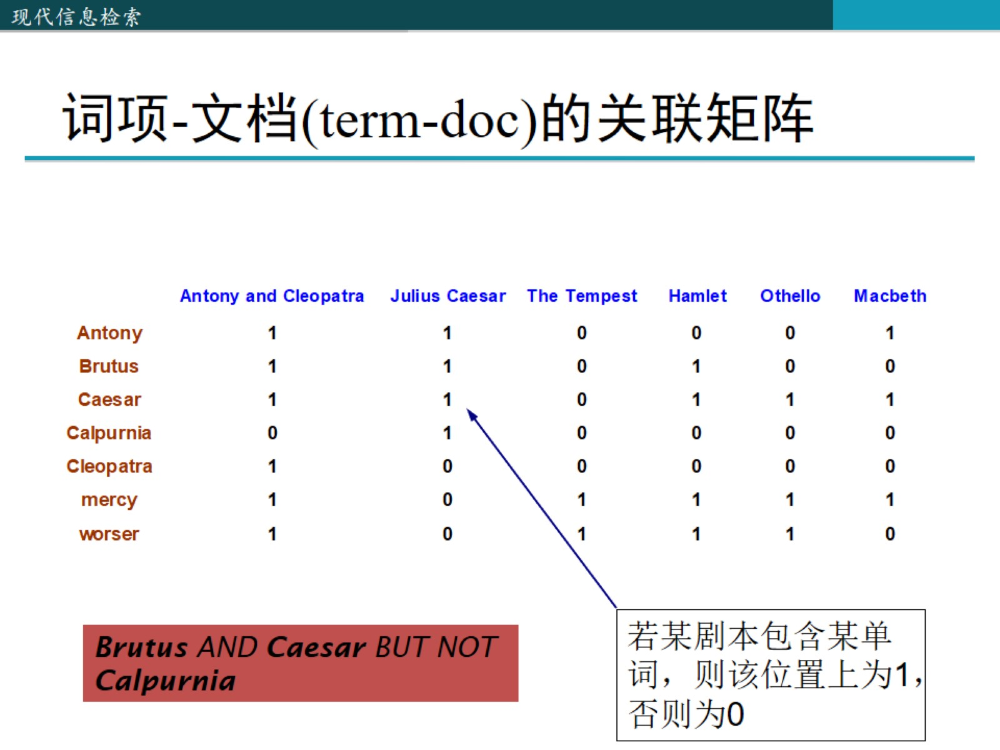 现代信息检索
词项-文档(term-doc)的关联矩阵
Antony and Cleopatra Julius Caesar The Tempest Hamlet Othello Macbeth
Antony 1 1 0 0 0 1
Brutus 1 1 0 1 0 0
Caesar 1 1 0 1 1 1
Calpurnia 0 1 0 0 0 0
Cleopatra 1 0 0 0 0 0
mercy 1 0 1 1 1 1
worser 1 0 1 1 1 0
Brutus AND Caesar BUT NOT
Calpurnia
若某剧本包含某单
词，则该位置上为1，
否则为0